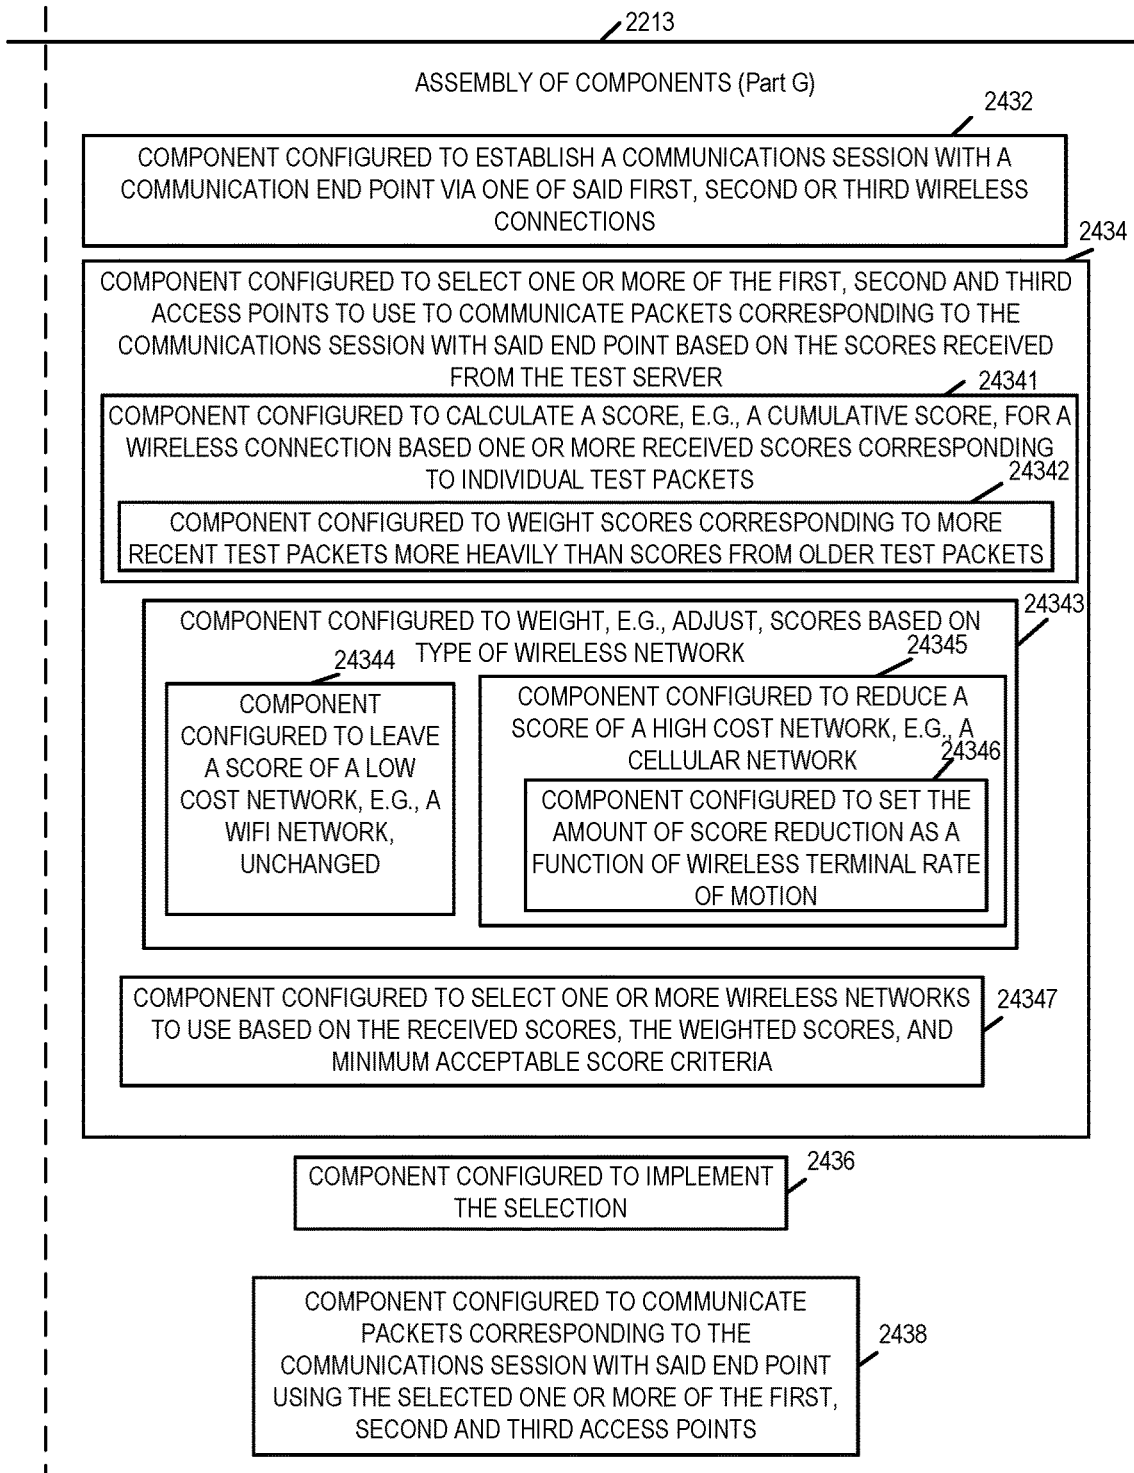 2213
ASSEMBLY OF COMPONENTS (Part G)
2432
COMPONENT CONFIGURED TO ESTABLISH A COMMUNICATIONS SESSION WITH A
COMMUNICATION END POINT VIA ONE OF SAID FIRST, SECOND OR THIRD WIRELESS
CONNECTIONS
2434
COMPONENT CONFIGURED TO SELECT ONE OR MORE OF THE FIRST, SECOND AND THIRD
ACCESS POINTS TO USE TO COMMUNICATE PACKETS CORRESPONDING TO THE
COMMUNICATIONS SESSION WITH SAID END POINT BASED ON THE SCORES RECEIVED
FROM THE TEST SERVER
24341
COMPONENT CONFIGURED TO CALCULATE A SCORE, E.G., A CUMULATIVE SCORE, FOR A
WIRELESS CONNECTION BASED ONE OR MORE RECEIVED SCORES CORRESPONDING
TO INDIVIDUAL TEST PACKETS
24342
COMPONENT CONFIGURED TO WEIGHT SCORES CORRESPONDING TO MORE
RECENT TEST PACKETS MORE HEAVILY THAN SCORES FROM OLDER TEST PACKETS
24343
COMPONENT CONFIGURED TO WEIGHT, E.G., ADJUST, SCORES BASED ON
TYPE OF WIRELESS NETWORK
24344
COMPONENT
CONFIGURED TO LEAVE
A SCORE OF A LOW
COST NETWORK, E.G., A
WIFI NETWORK,
UNCHANGED
24345
COMPONENT CONFIGURED TO REDUCE A
SCORE OF A HIGH COST NETWORK, E.G., A
CELLULAR NETWORK
24346
COMPONENT CONFIGURED TO SET THE
AMOUNT OF SCORE REDUCTION AS A
FUNCTION OF WIRELESS TERMINAL RATE
OF MOTION
24347
COMPONENT CONFIGURED TO SELECT ONE OR MORE WIRELESS NETWORKS
TO USE BASED ON THE RECEIVED SCORES, THE WEIGHTED SCORES, AND
MINIMUM ACCEPTABLE SCORE CRITERIA
2436
COMPONENT CONFIGURED TO IMPLEMENT
THE SELECTION
2438
COMPONENT CONFIGURED TO COMMUNICATE
PACKETS CORRESPONDING TO THE
COMMUNICATIONS SESSION WITH SAID END POINT
USING THE SELECTED ONE OR MORE OF THE FIRST,
SECOND AND THIRD ACCESS POINTS